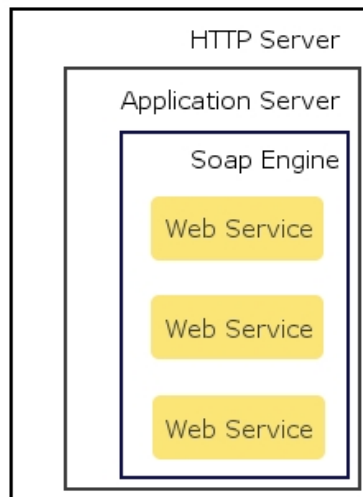 HTTP Server
Application Server
Soap Engine
Web Service
Web Service
Web Service